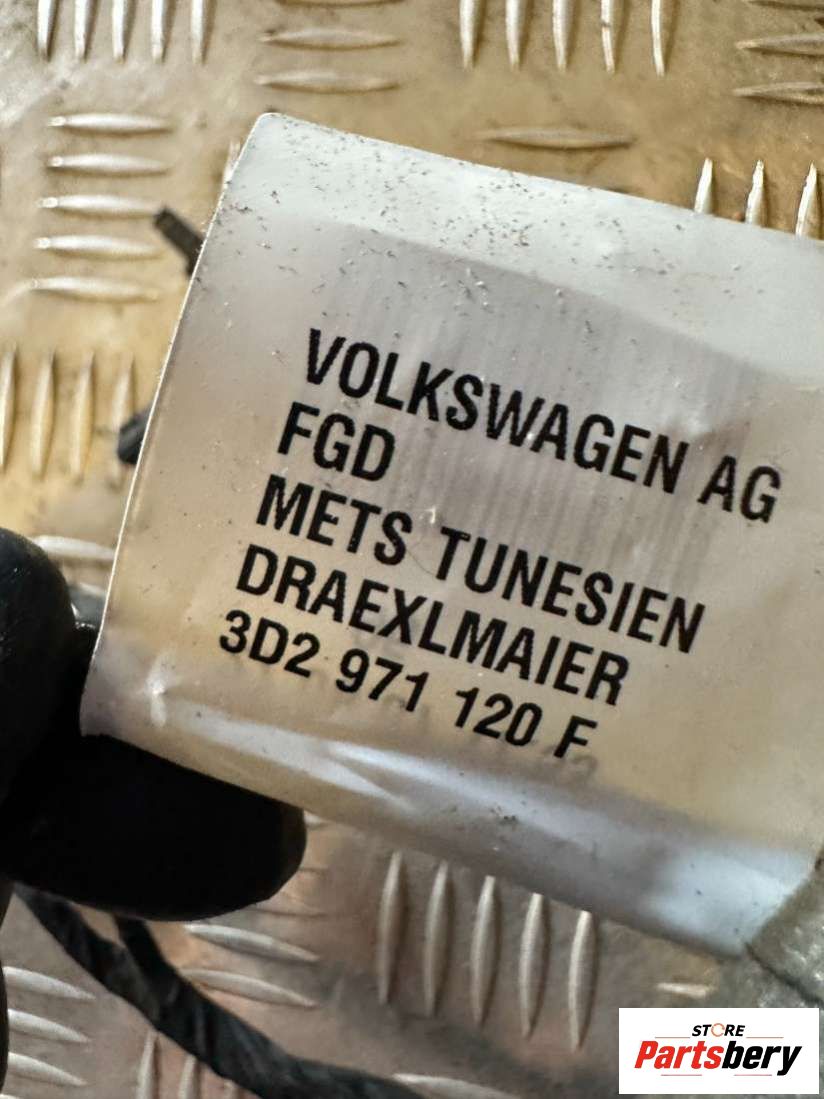 VOLKSWAGEN AG
FGD
METS TUNESIEN
DRAEXLMAIER
3D2 971 120 F
STORE
Partsbery